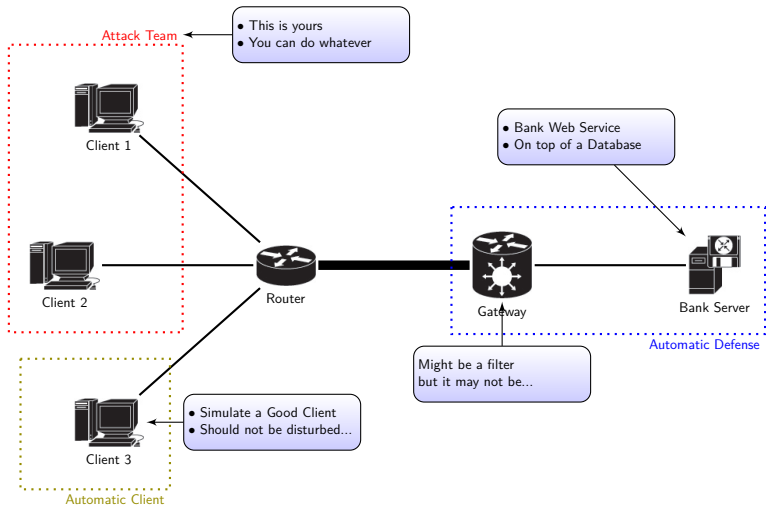 • This is yours
• You can do whatever
Attack Team
Client 1
• Bank Web Service
• On top of a Database
Client 2
Router
Gateway
Bank Server
Automatic Defense
Might be a filter
but it may not be...
• Simulate a Good Client
• Should not be disturbed...
Client 3
Automatic Client